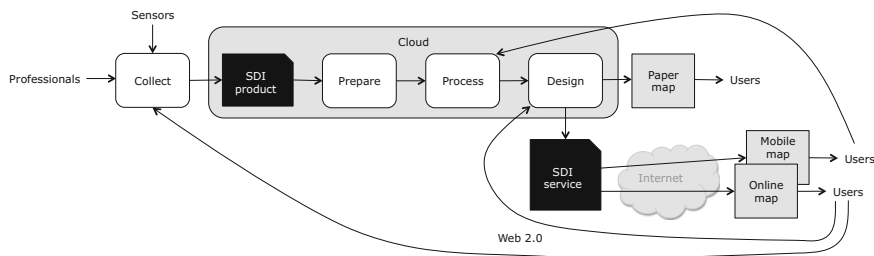 Sensors
Cloud
Professionals
Collect
SDI
product
Prepare
Process
Design
Paper
map
Users
SDI
service
Internet
Mobile
map
Users
Online
map
Users
Web 2.0